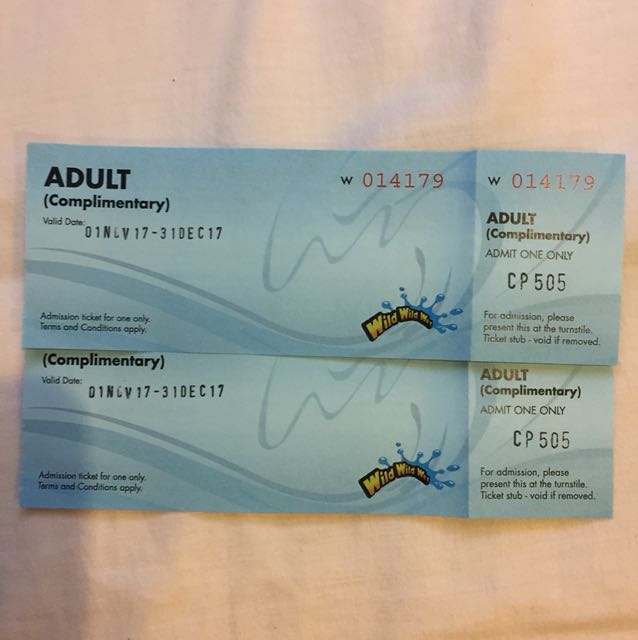 ADULT
(Complimentary)
Valid Date:
01NOV17-31DEC17
Admission ticket for one only.
Terms and Conditions apply.
Wild Wild Wet
W 014179
W 014179
ADULT
(Complimentary)
ADMIT ONE ONLY
CP505
For admission, please
present this at the turnstile.
Ticket stub - void if removed.
(Complimentary)
Valid Date:
01NOV17-31DEC17
Admission ticket for one only.
Terms and Conditions apply.
Wild Wild Wet
ADULT
(Complimentary)
ADMIT ONE ONLY
CP505
For admission, please
present this at the turnstile.
Ticket stub - void if removed.